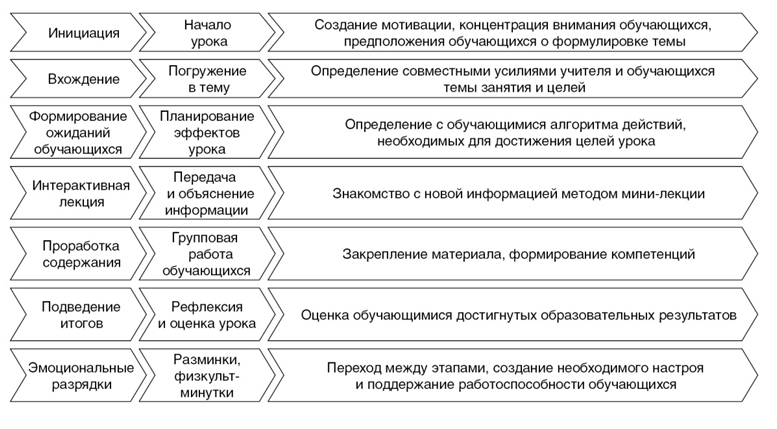 Инициация
Начало
урока
Создание мотивации, концентрация внимания обучающихся,
предположения обучающихся о формулировке темы
Вхождение
Погружение
в тему
Определение совместными усилиями учителя и обучающихся
темы занятия и целей
Формирование
ожиданий
обучающихся
Планирование
эффектов
урока
Определение с обучающимися алгоритма действий,
необходимых для достижения целей урока
Интерактивная
лекция
Передача
и объяснение
информации
Знакомство с новой информацией методом мини-лекции
Проработка
содержания
Групповая
работа
обучающихся
Закрепление материала, формирование компетенций
Подведение
итогов
Рефлексия
и оценка урока
Оценка обучающимися достигнутых образовательных результатов
Эмоциональные
разрядки
Разминки,
физкульт-
минутки
Переход между этапами, создание необходимого настроя
и поддержание работоспособности обучающихся